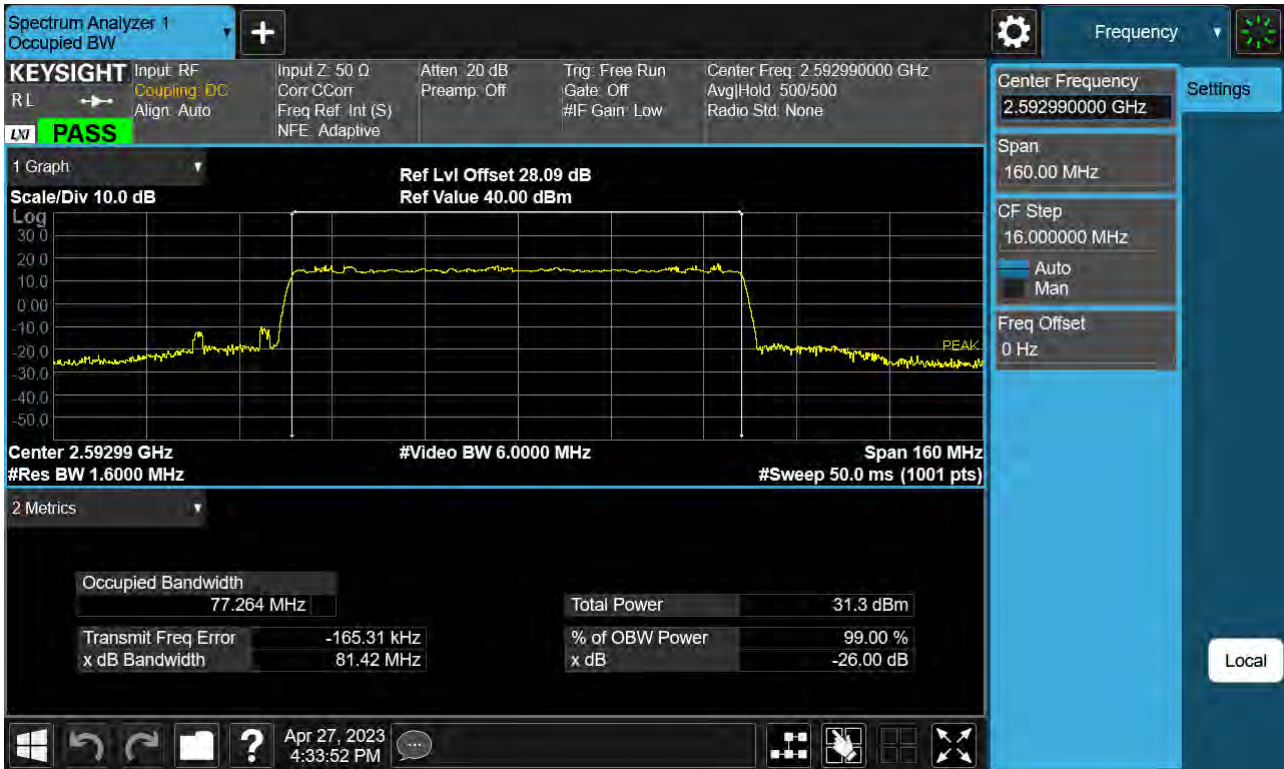 Spectrum Analyzer 1
Occupied BW
Frequency
KEYSIGHT
RL
LXI PASS
Input: RF
Coupling: DC
Align: Auto
Input Z: 50 Ω
Corr CCorr
Freq Ref: Int (S)
NFE: Adaptive
Atten: 20 dB
Preamp: Off
Trig: Free Run
Gate: Off
#IF Gain: Low
Center Freq: 2.592990000 GHz
Avg|Hold: 500/500
Radio Std: None
Center Frequency
2.592990000 GHz
Settings
Span
160.00 MHz
CF Step
16.000000 MHz
Auto
Man
Freq Offset
0 Hz
Local
1 Graph
Scale/Div 10.0 dB
Ref Lvl Offset 28.09 dB
Ref Value 40.00 dBm
Log
30.0
20.0
10.0
0.00
-10.0
-20.0
-30.0
-40.0
-50.0
PEAK
Center 2.59299 GHz
#Video BW 6.0000 MHz
Span 160 MHz
#Res BW 1.6000 MHz
#Sweep 50.0 ms (1001 pts)
2 Metrics
Occupied Bandwidth
77.264 MHz
Total Power 31.3 dBm
Transmit Freq Error -165.31 kHz
% of OBW Power 99.00 %
x dB Bandwidth 81.42 MHz
x dB -26.00 dB
?
Apr 27, 2023
4:33:52 PM